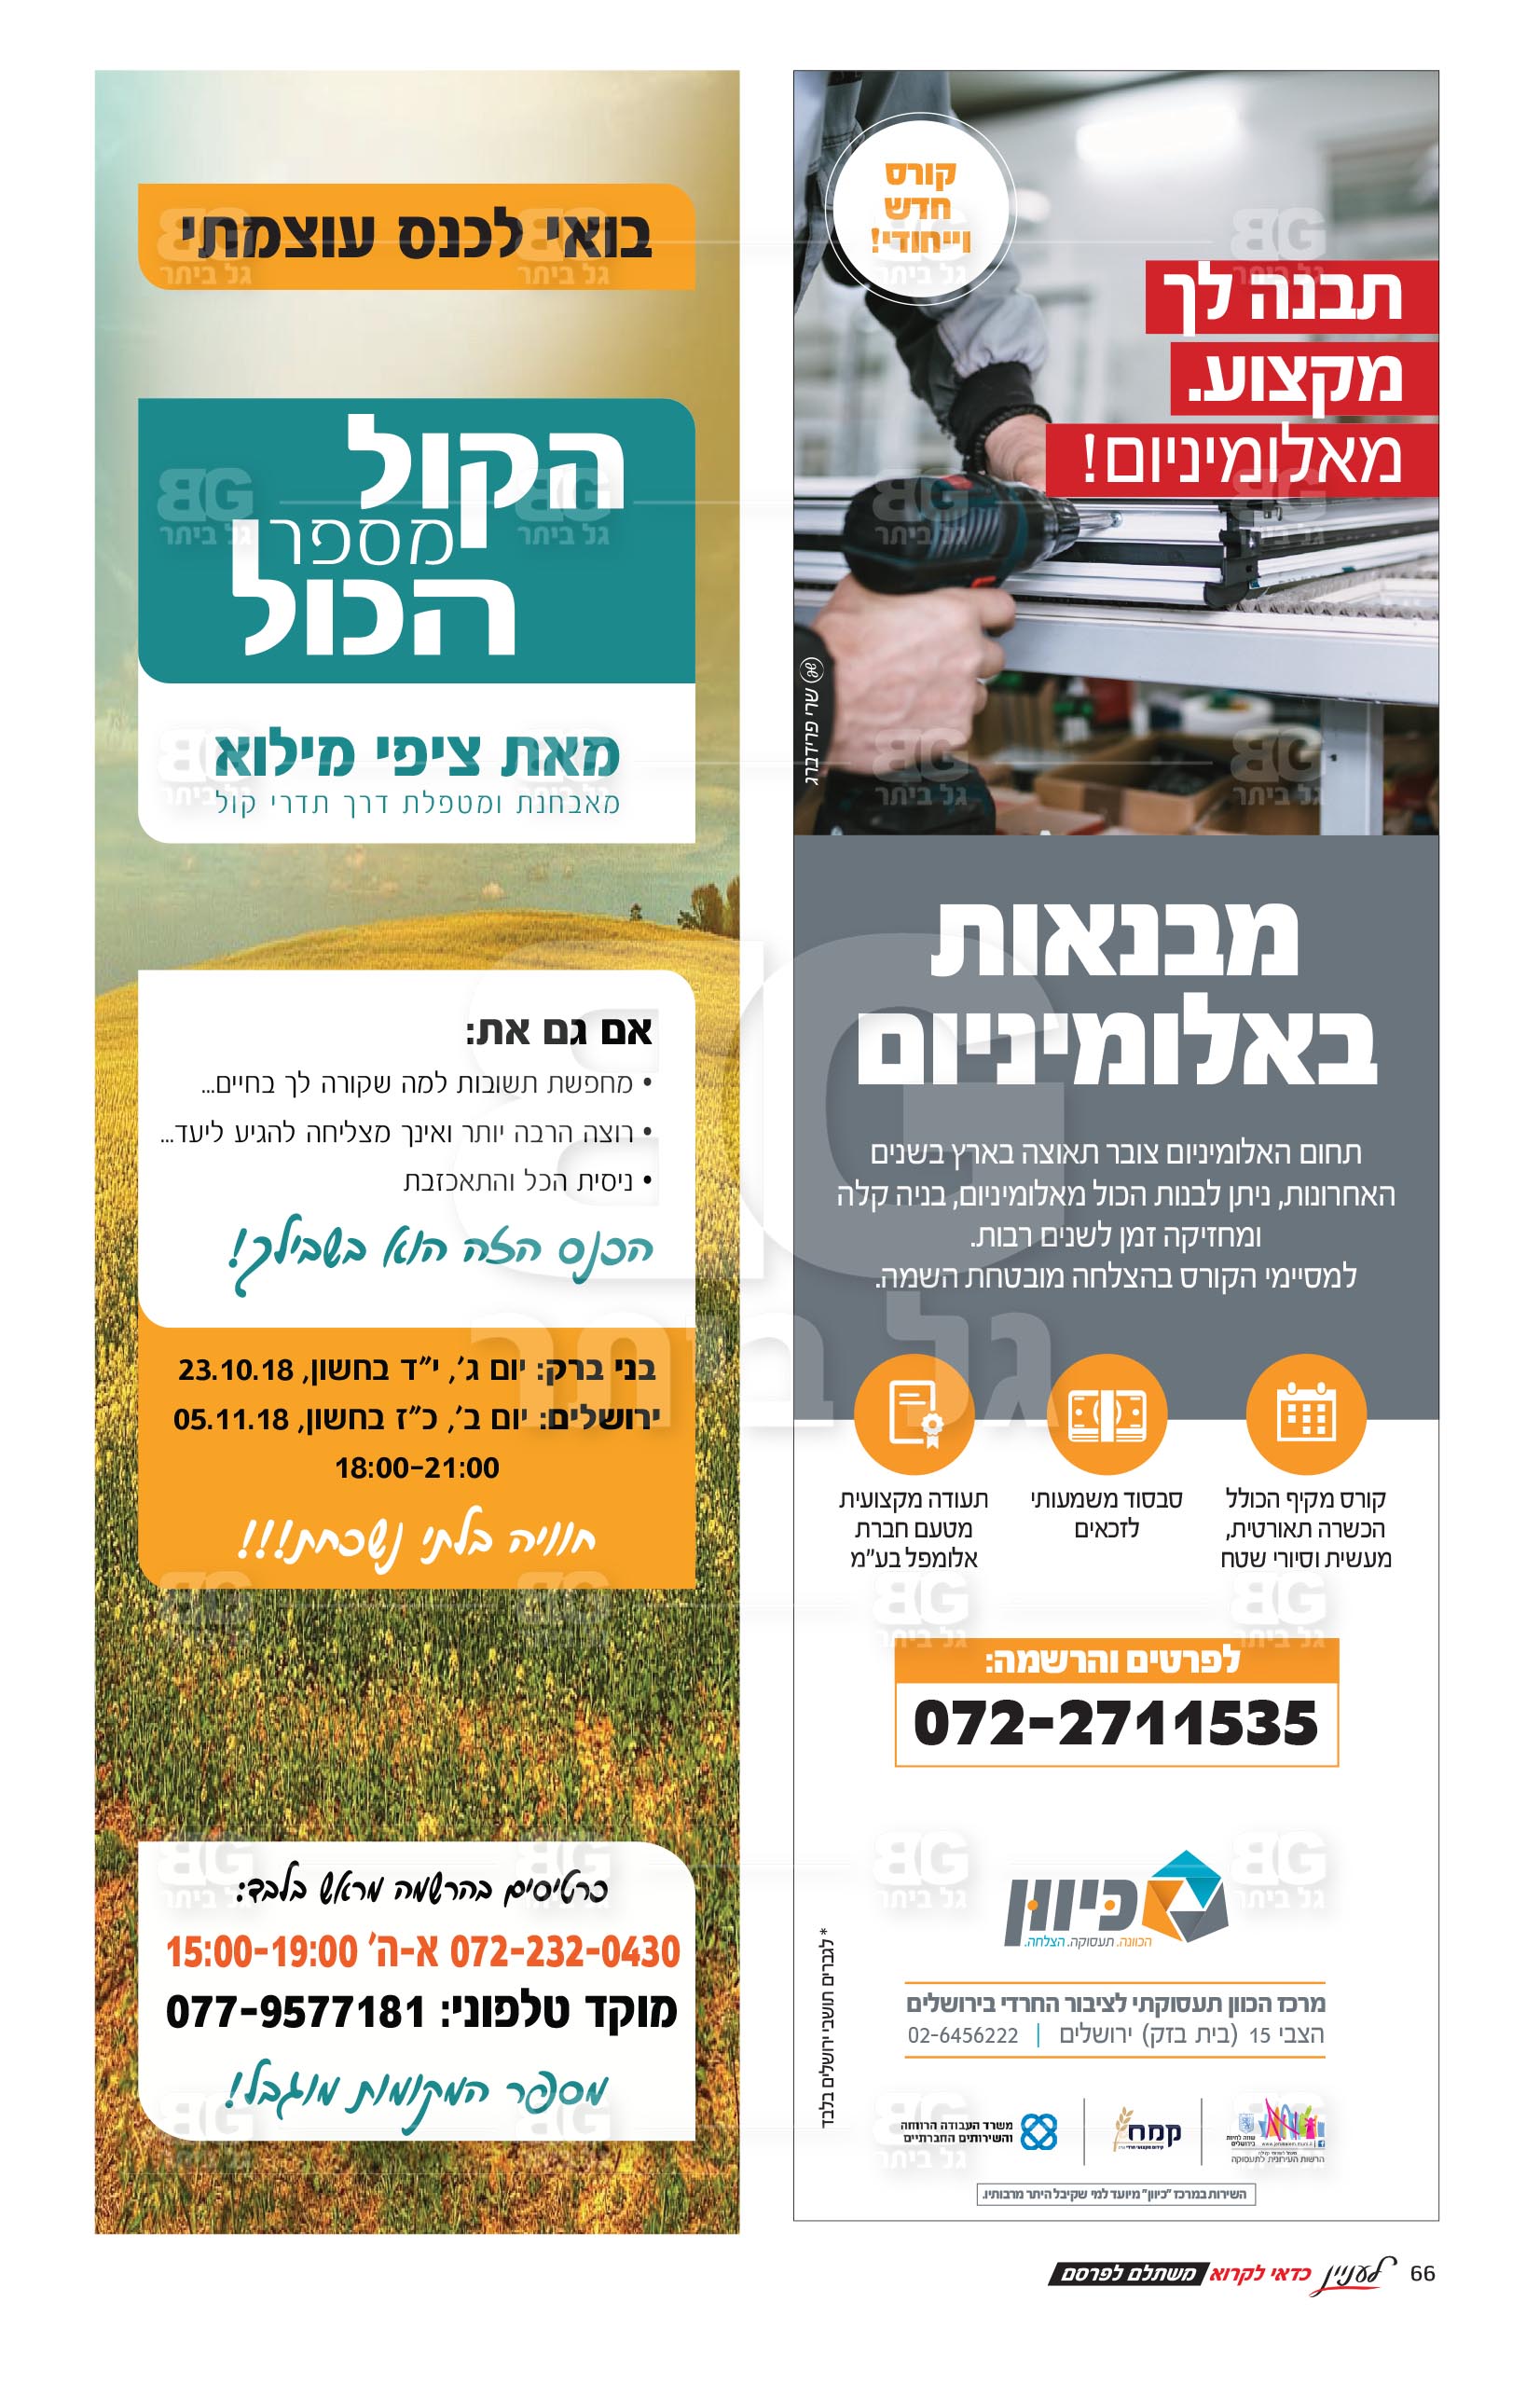 קורס
חדש
וייחודי!
תבנה לך
מקצוע.
מאלומיניום!
שרי פרידברג
מבנאות
באלומיניום
תחום האלומיניום צובר תאוצה בארץ בשנים
האחרונות, ניתן לבנות הכול מאלומיניום, בניה קלה
ומחזיקה זמן לשנים רבות.
למסיימי הקורס בהצלחה מובטחת השמה.
קורס מקיף הכולל
הכשרה תאורטית,
מעשית וסיורי שטח
סבסוד משמעותי
לזכאים
תעודה מקצועית
מטעם חברת
אלומפל בע"מ
לפרטים והרשמה:
072-2711535
כיוון
הכוונה. תעסוקה. הצלחה.
מרכז הכוון תעסוקתי לציבור החרדי בירושלים
הצבי 15 (בית בזק) ירושלים | 02-6456222
* לגברים תושבי ירושלים בלבד
הרשות העירונית לתעסוקה
קמח
משרד העבודה הרווחה
והשירותים החברתיים
השירות במרכז "כיוון" מיועד למי שקיבל היתר מרבותיו.
בואי לכנס עוצמתי
הקול
מספר
הכול
מאת ציפי מילוא
מאבחנת ומטפלת דרך תדרי קול
אם גם את:
• מחפשת תשובות למה שקורה לך בחיים...
• רוצה הרבה יותר ואינך מצליחה להגיע ליעד...
• ניסית הכל והתאכזבת
הכנס הזה הוא בשבילך!
בני ברק: יום ג', י"ד בחשון, 23.10.18
ירושלים: יום ב', כ"ז בחשון, 05.11.18
18:00-21:00
חוויה בלתי נשכחת!!!
כרטיסים בהרשמה מראש בלבד:
072-232-0430 א-ה' 15:00-19:00
מוקד טלפוני: 077-9577181
מספר המקומות מוגבל!
BG
גל ביתר
66 לעניין כדאי לקרוא משתלם לפרסם